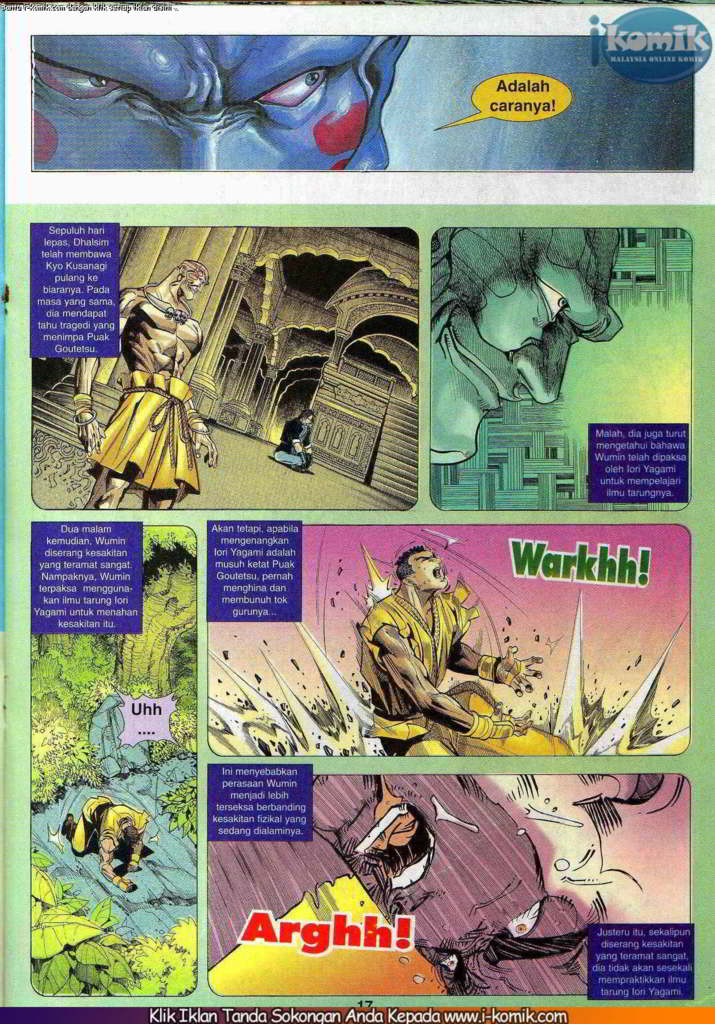 ikomik
MALAYSIA ONLINE KOMIK
Adalah
caranya!
Sepuluh hari
lepas, Dhalsim
telah membawa
Kyo Kusanagi
pulang ke
biaranya. Pada
masa yang sama,
dia mendapat
tahu tragedi yang
menimpa Puak
Goutetsu.
Malah, dia juga turut
mengetahui bahawa
Wumin telah dipaksa
oleh Iori Yagami
untuk mempelajari
ilmu tarungnya.
Dua malam
kemudian, Wumin
diserang kesakitan
yang teramat sangat.
Nampaknya, Wumin
terpaksa mengguna-
kan ilmu tarung Iori
Yagami untuk menahan
kesakitan itu.
Uhh
....
Akan tetapi, apabila
mengenangkan
Iori Yagami adalah
musuh ketat Puak
Goutetsu, pernah
menghina dan
membunuh tok
gurunya...
Warkhh!
Ini menyebabkan
perasaan Wumin
menjadi lebih
terseksa berbanding
kesakitan fizikal yang
sedang dialaminya.
Arghh!
Justeru itu, sekalipun
diserang kesakitan
yang teramat sangat,
dia tidak akan sesekali
mempraktikkan ilmu
tarung Iori Yagami.
17
Klik Iklan Tanda Sokongan Anda Kepada www.i-komik.com